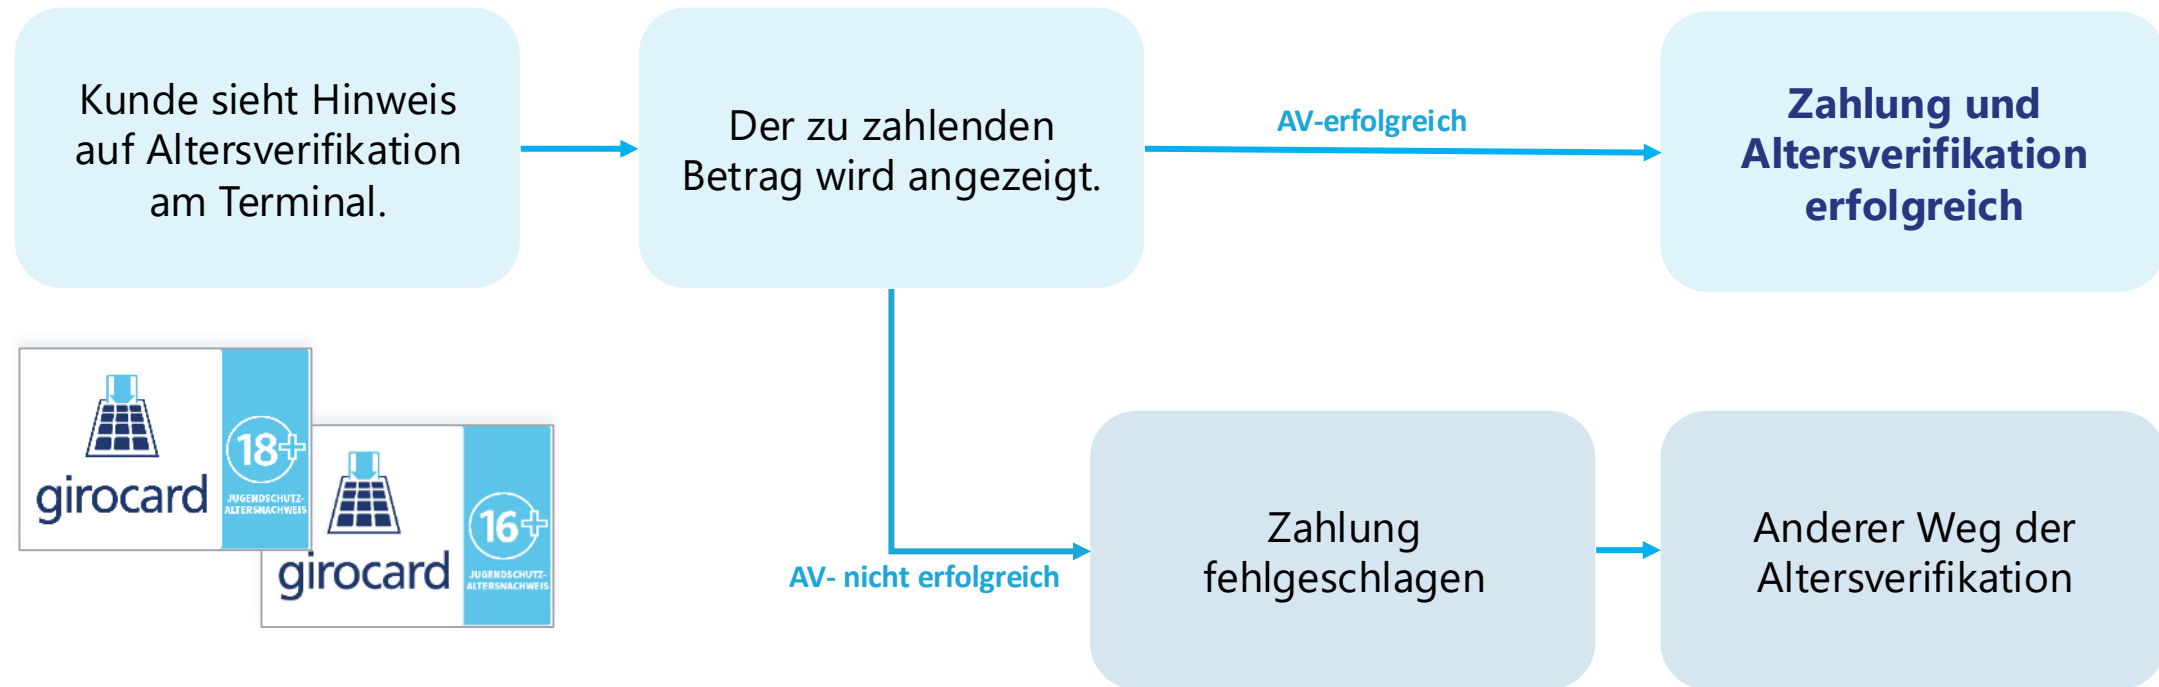 Kunde sieht Hinweis
auf Altersverifikation
am Terminal.
Der zu zahlenden
Betrag wird angezeigt.
AV-erfolgreich
Zahlung und
Altersverifikation
erfolgreich
girocard
18+
JUGENDSCHUTZ-
ALTERSNACHWEIS
girocard
16+
JUGENDSCHUTZ-
ALTERSNACHWEIS
AV- nicht erfolgreich
Zahlung
fehlgeschlagen
Anderer Weg der
Altersverifikation